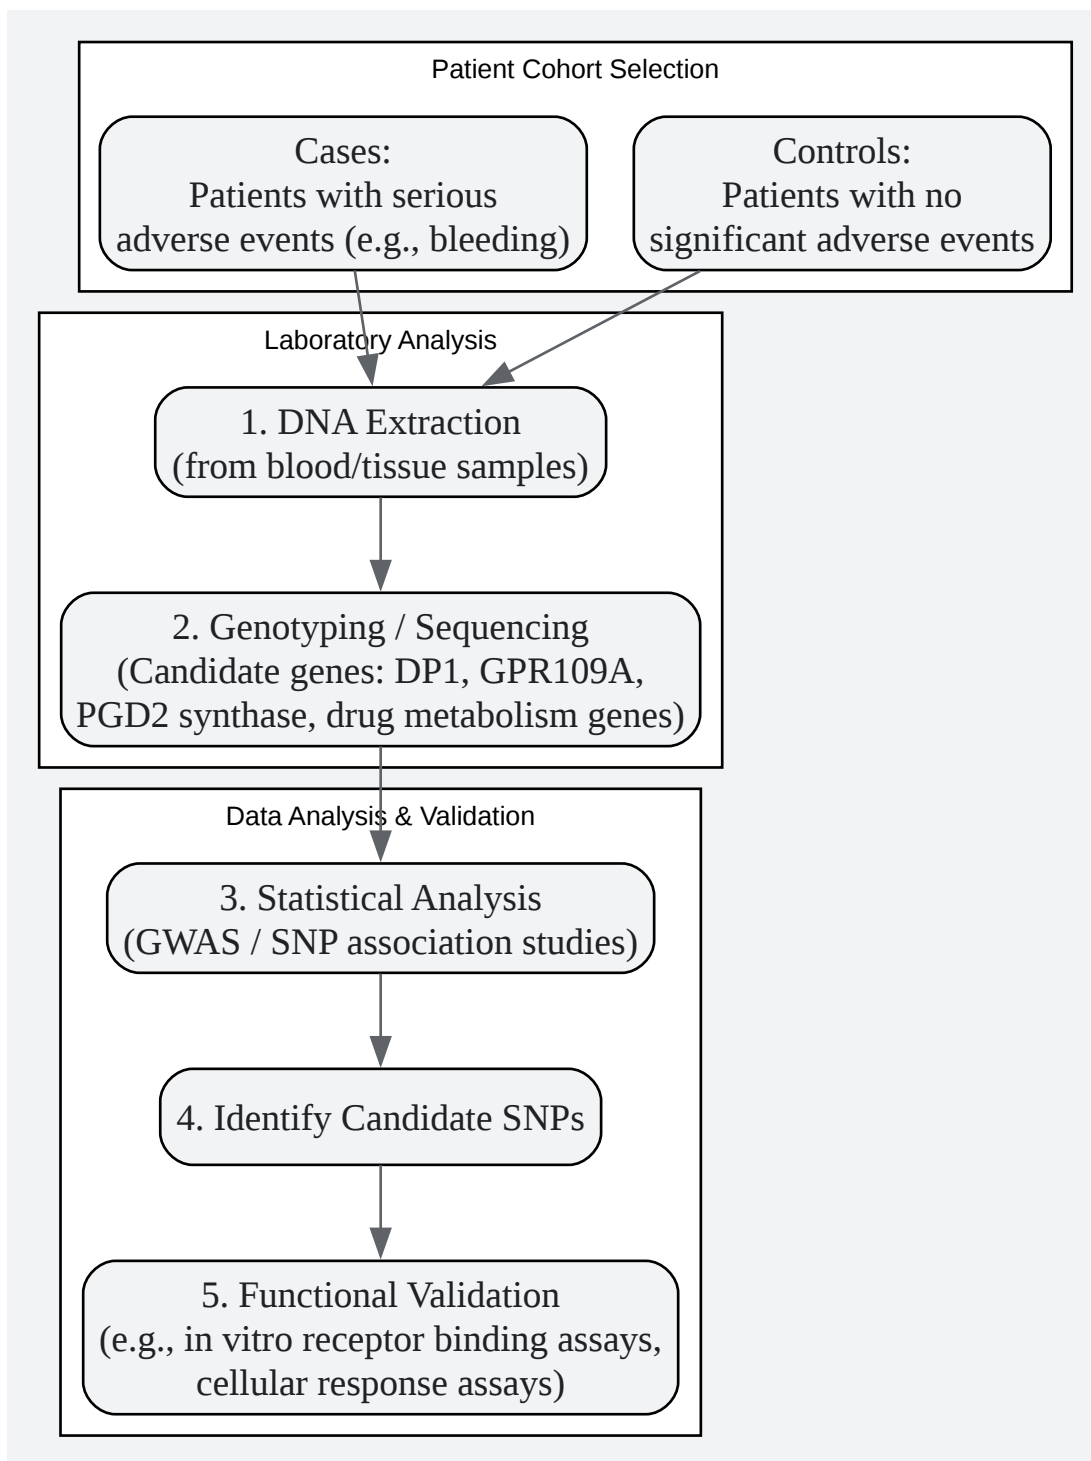 Patient Cohort Selection
Cases:
Patients with serious
adverse events (e.g., bleeding)
Controls:
Patients with no
significant adverse events
Laboratory Analysis
1. DNA Extraction
(from blood/tissue samples)
2. Genotyping / Sequencing
(Candidate genes: DP1, GPR109A,
PGD2 synthase, drug metabolism genes)
Data Analysis & Validation
3. Statistical Analysis
(GWAS / SNP association studies)
4. Identify Candidate SNPs
5. Functional Validation
(e.g., in vitro receptor binding assays,
cellular response assays)